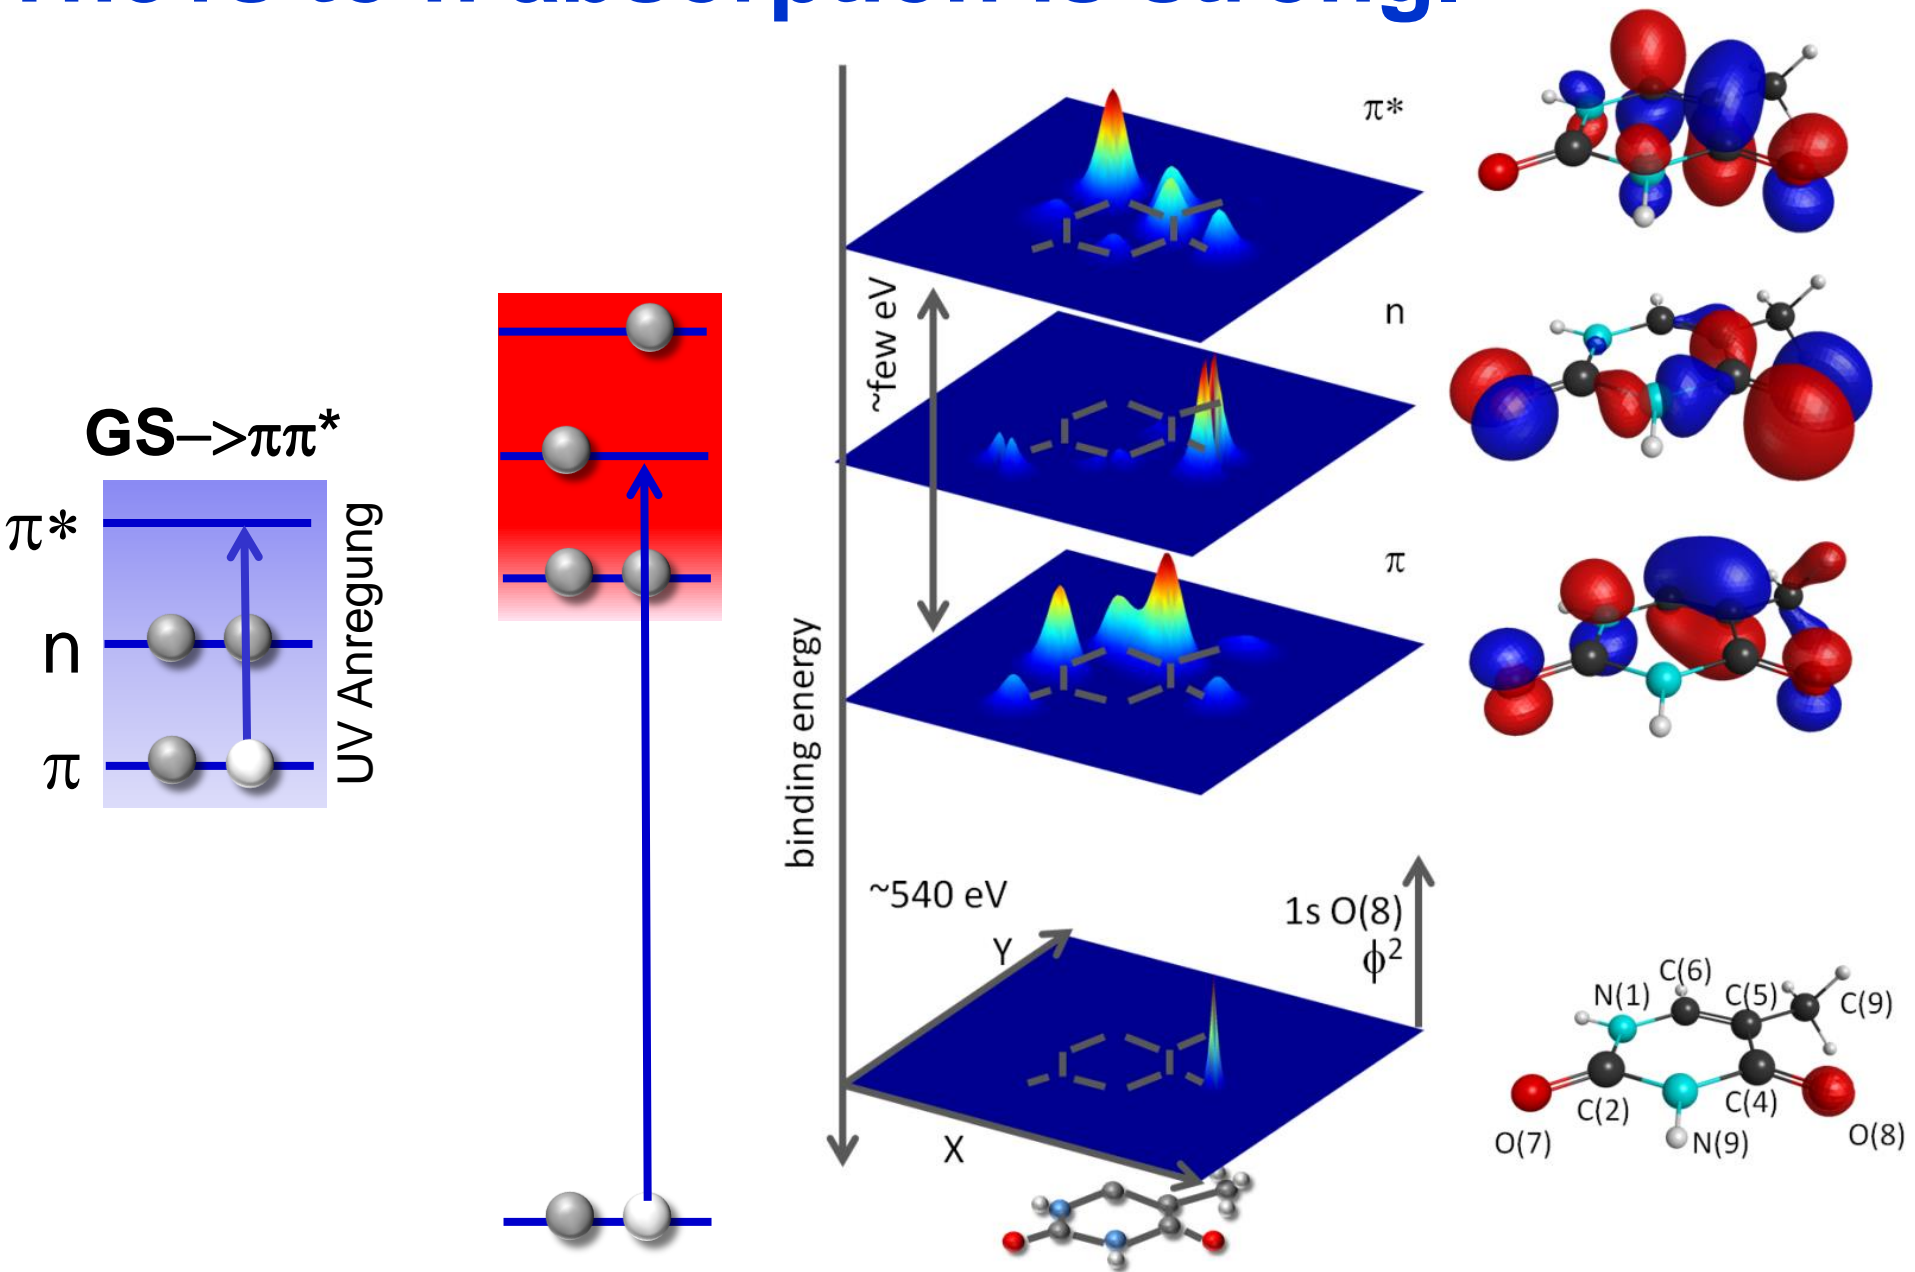 GS–>ππ*
π*
n
π
UV Anregung
binding energy
~few eV
~540 eV
π*
n
π
1s O(8)
ϕ²
Y
X
C(6)
N(1)
C(5)
C(9)
C(2)
C(4)
O(7)
N(9)
O(8)